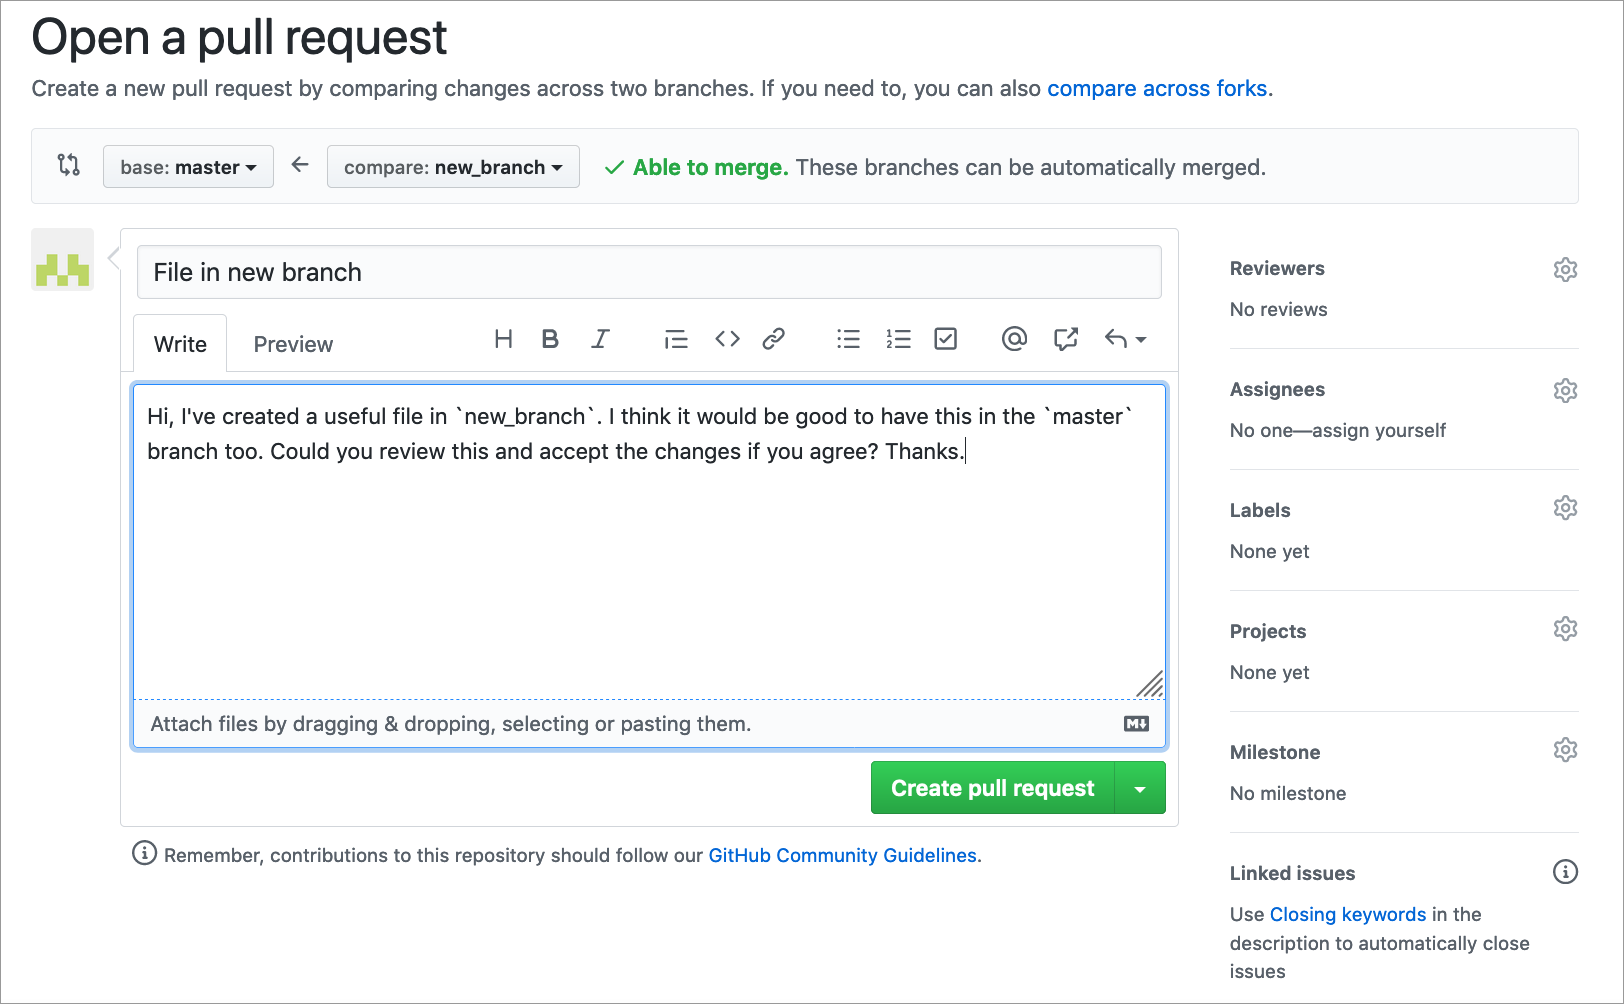 Open a pull request
Create a new pull request by comparing changes across two branches. If you need to, you can also compare across forks.
base: master
compare: new_branch
Able to merge. These branches can be automatically merged.
File in new branch
Write
Preview
H B I
Hi, I've created a useful file in `new_branch`. I think it would be good to have this in the `master`
branch too. Could you review this and accept the changes if you agree? Thanks.
Attach files by dragging & dropping, selecting or pasting them.
Create pull request
Remember, contributions to this repository should follow our GitHub Community Guidelines.
Reviewers
No reviews
Assignees
No one—assign yourself
Labels
None yet
Projects
None yet
Milestone
No milestone
Linked issues
Use Closing keywords in the
description to automatically close
issues